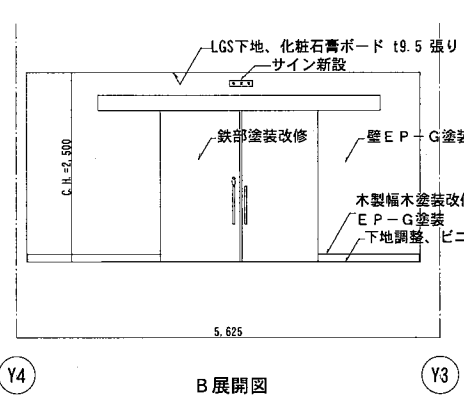 LGS下地、化粧石膏ボード t9.5 張り
サイン新設
鉄部塗装改修
壁EP-G塗装
C.H.=2,500
木製幅木塗装改修
EP-G塗装
下地調整、ビニ
5,625
Y4
Y3
B展開図